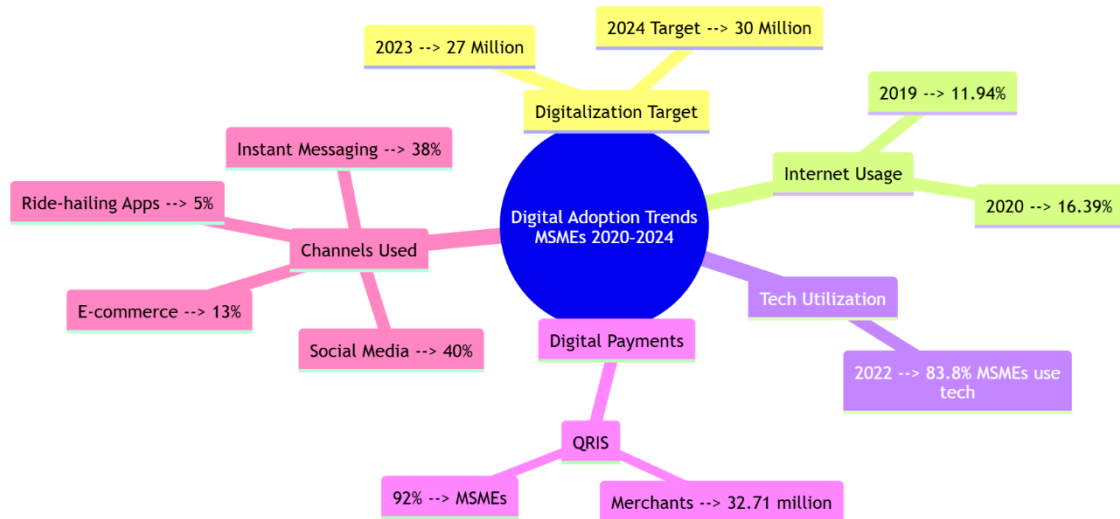 2023 --> 27 Million
2024 Target --> 30 Million
Digitalization Target
2019 --> 11.94%
Internet Usage
2020 --> 16.39%
Instant Messaging --> 38%
Ride-hailing Apps --> 5%
Channels Used
E-commerce --> 13%
Social Media --> 40%
Digital Adoption Trends
MSMEs 2020-2024
Tech Utilization
2022 --> 83.8% MSMEs use
tech
Digital Payments
QRIS
92% --> MSMEs
Merchants --> 32.71 million